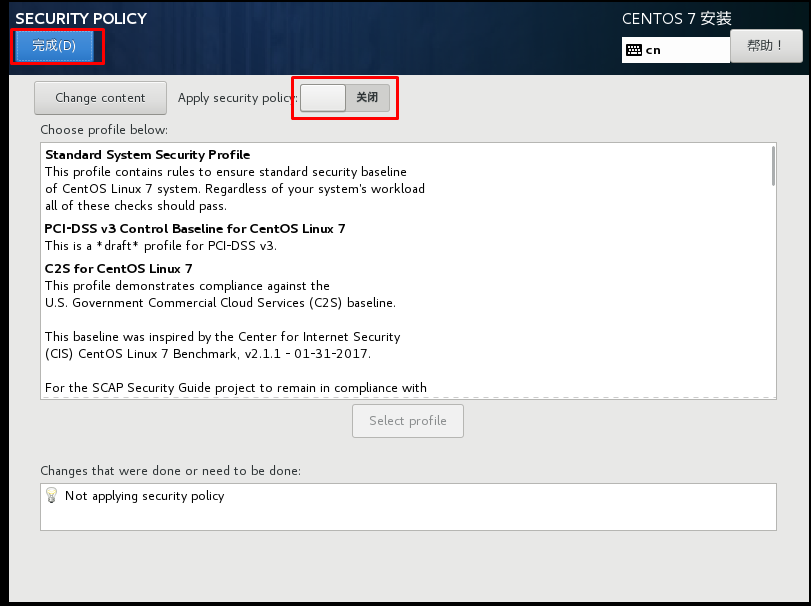 SECURITY POLICY
CENTOS 7 安装
完成(D)
cn
帮助！
Change content
Apply security policy:
关闭
Choose profile below:
Standard System Security Profile
This profile contains rules to ensure standard security baseline
of CentOS Linux 7 system. Regardless of your system's workload
all of these checks should pass.
PCI-DSS v3 Control Baseline for CentOS Linux 7
This is a *draft* profile for PCI-DSS v3.
C2S for CentOS Linux 7
This profile demonstrates compliance against the
U.S. Government Commercial Cloud Services (C2S) baseline.
This baseline was inspired by the Center for Internet Security
(CIS) CentOS Linux 7 Benchmark, v2.1.1 - 01-31-2017.
For the SCAP Security Guide project to remain in compliance with
Select profile
Changes that were done or need to be done:
Not applying security policy